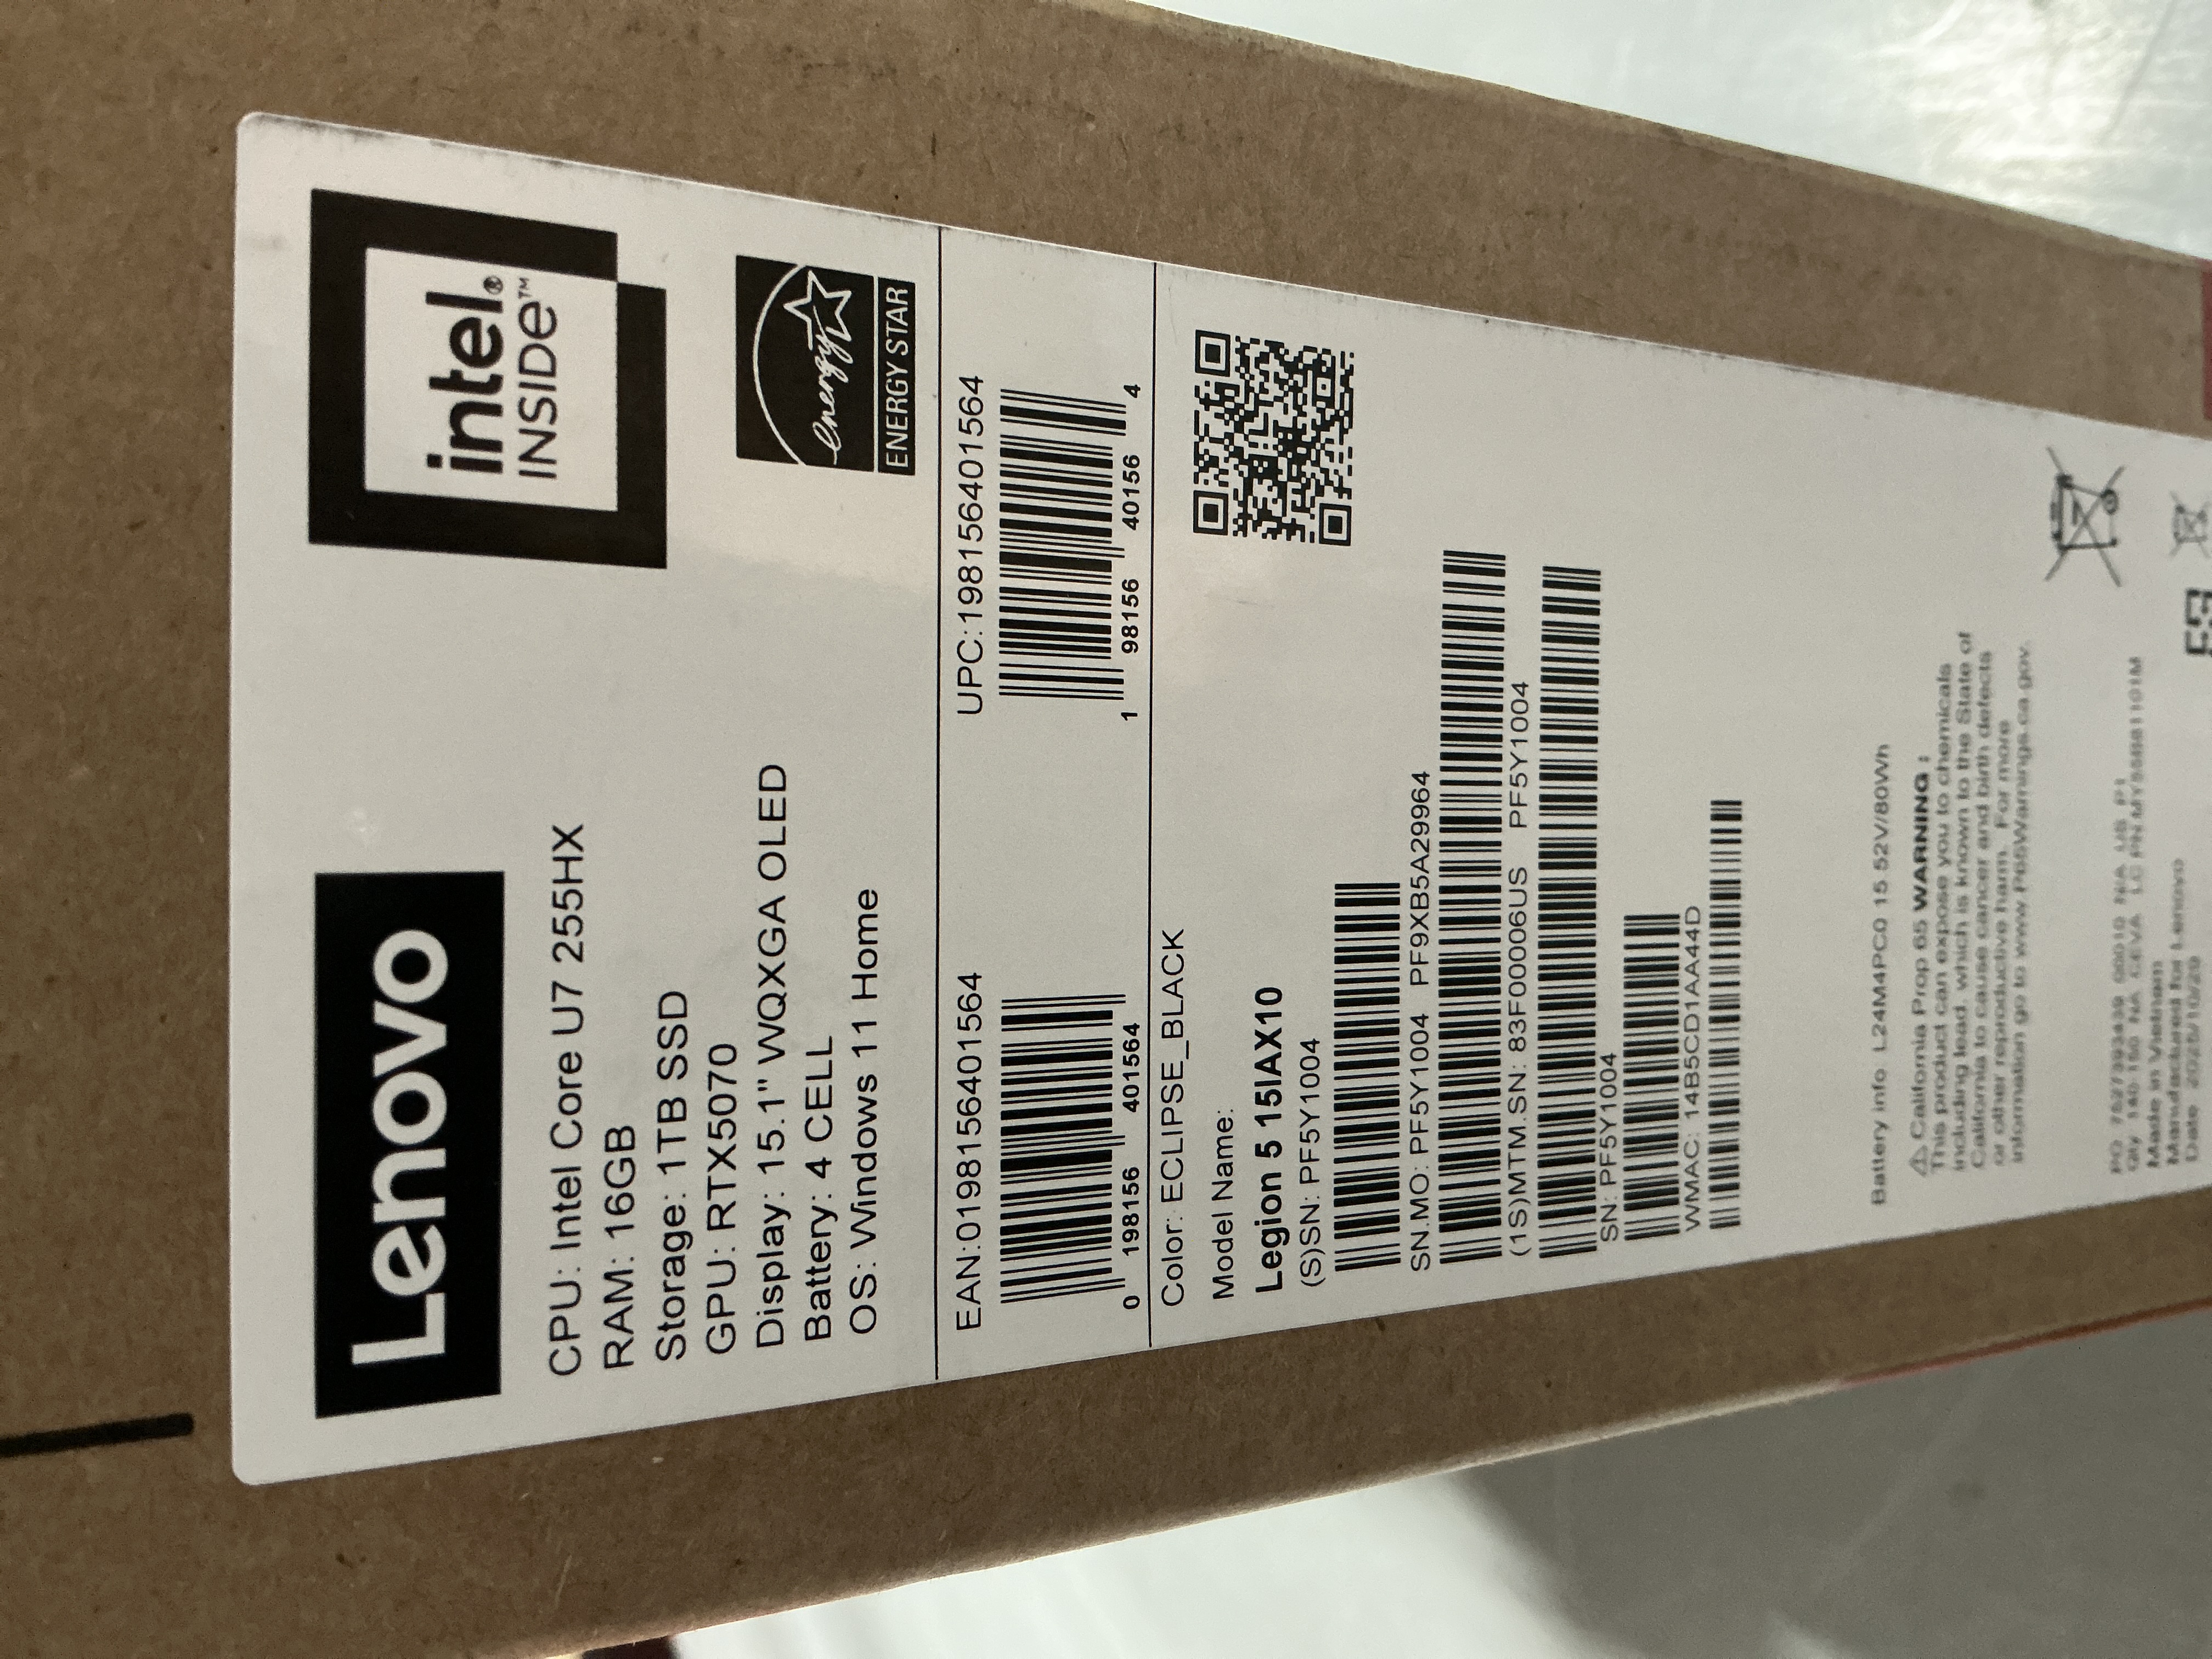 Lenovo
intel®
INSIDE™
CPU: Intel Core U7 255HX
RAM: 16GB
Storage: 1TB SSD
GPU: RTX5070
Display: 15.1" WQXGA OLED
Battery: 4 CELL
OS: Windows 11 Home
energy
ENERGY STAR
EAN:0198156401564
0 198156 401564
UPC:198156401564
1 98156 40156 4
Color: ECLIPSE_BLACK
Model Name:
Legion 5 15IAX10
(S)SN: PF5Y1004
SN.MO: PF5Y1004 PF9XB5A29964
(1S)MTM.SN: 83F00006US PF5Y1004
SN: PF5Y1004
WMAC: 14B5CD1AA44D
Battery info L24M4PC0 15 52V/80Wh
⚠ California Prop 65 WARNING :
This product can expose you to chemicals
including lead, which is known to the State of
California to cause cancer and birth defects
or other reproductive harm. For more
information go to www.P65Warnings.ca.gov.
Made in Vietnam
Manufactured for Lenovo
Date